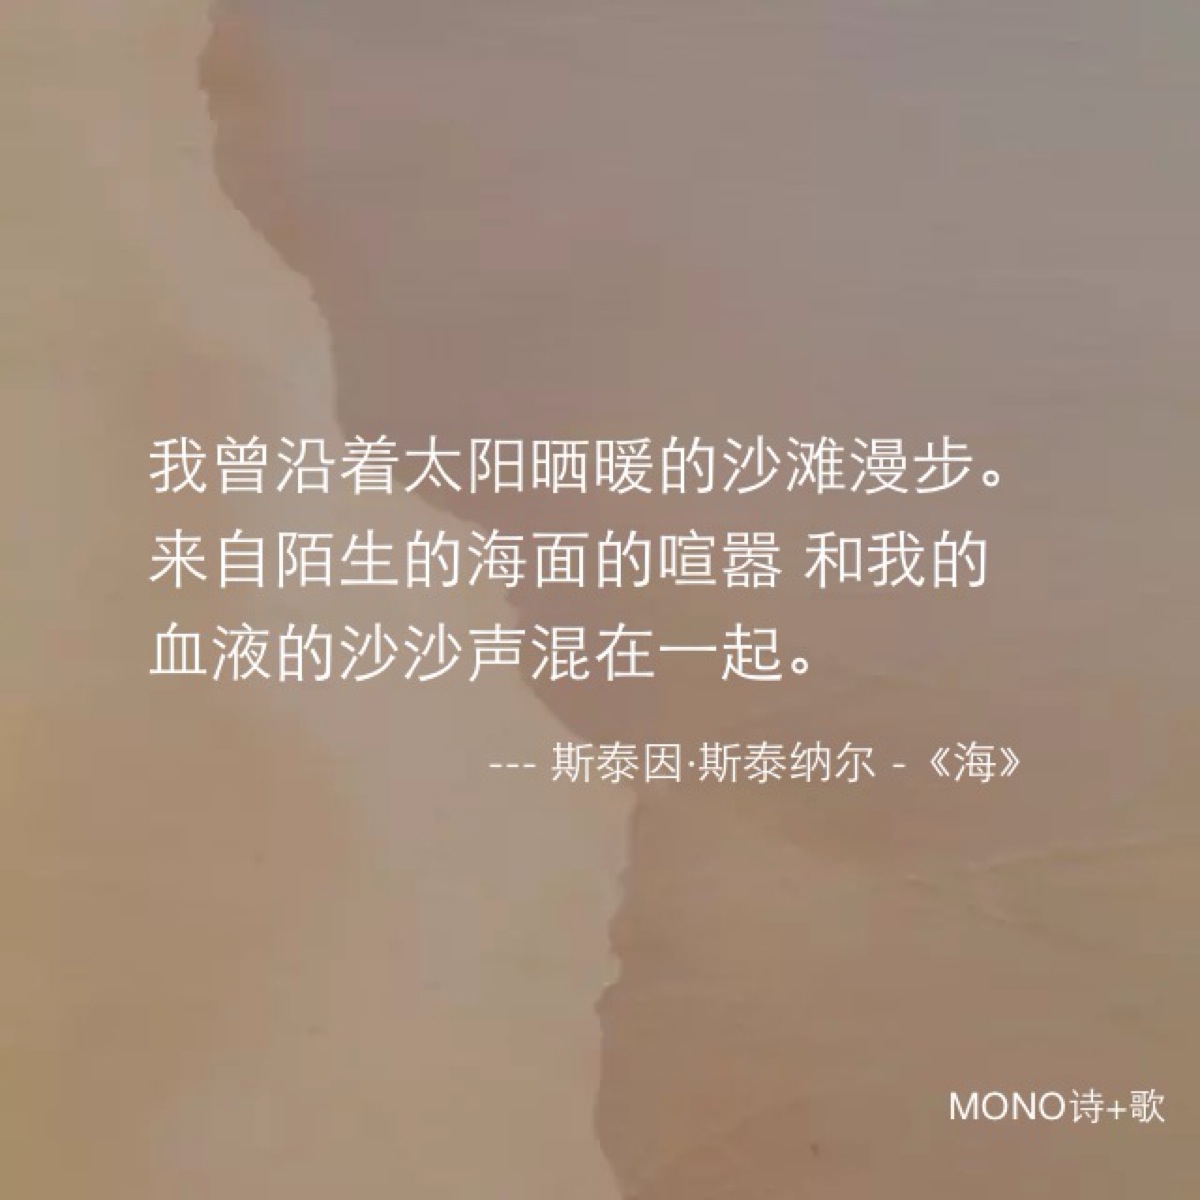 我曾沿着太阳晒暖的沙滩漫步。
来自陌生的海面的喧嚣 和我的
血液的沙沙声混在一起。
--- 斯泰因·斯泰纳尔 -《海》
MONO诗+歌